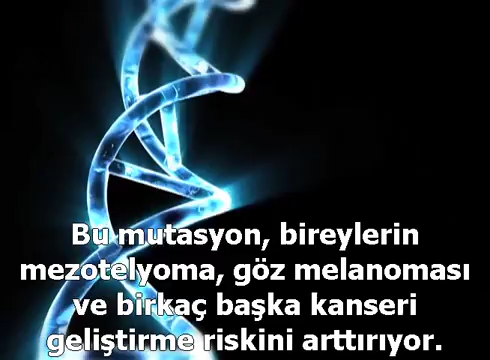 Bu mutasyon, bireylerin
mezotelyoma, göz melanoması
ve birkaç başka kanseri
geliştirme riskini arttırıyor.